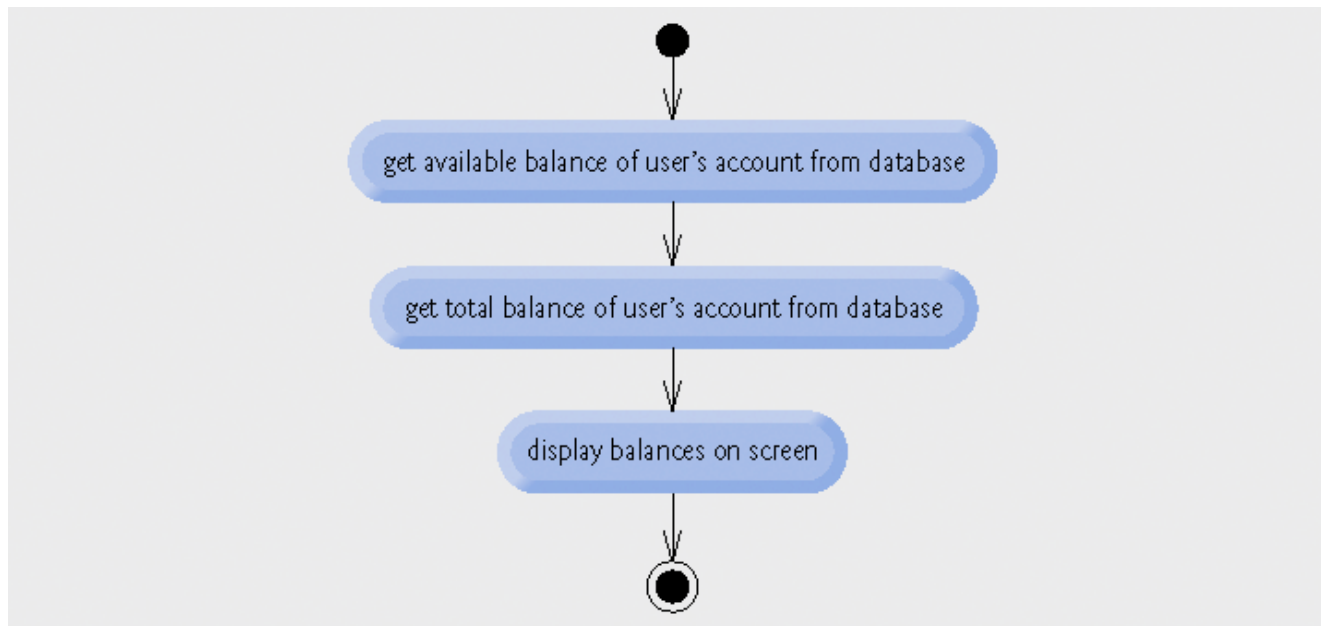 get available balance of user's account from database
get total balance of user's account from database
display balances on screen